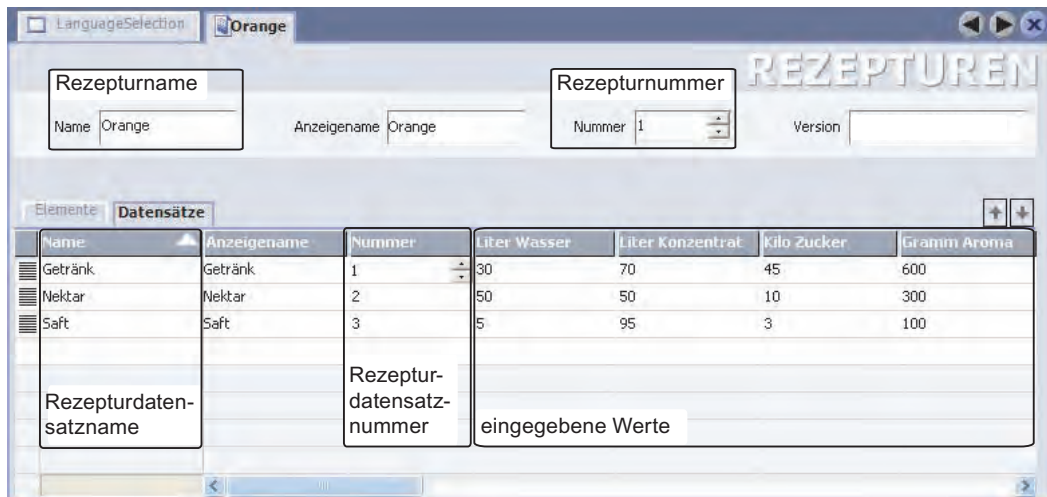 LanguageSelection
Orange
REZEPTUREN
Rezepturname
Rezepturnummer
Name Orange
Anzeigename Orange
Nummer 1
Version
Elemente
Datensätze
Name Anzeigename Nummer Liter Wasser Liter Konzentrat Kilo Zucker Gramm Aroma
Getränk Getränk 1 30 70 45 600
Nektar Nektar 2 50 50 10 300
Saft Saft 3 5 95 3 100
Rezepturdaten-
satzname
Rezeptur-
datensatz-
nummer
eingegebene Werte